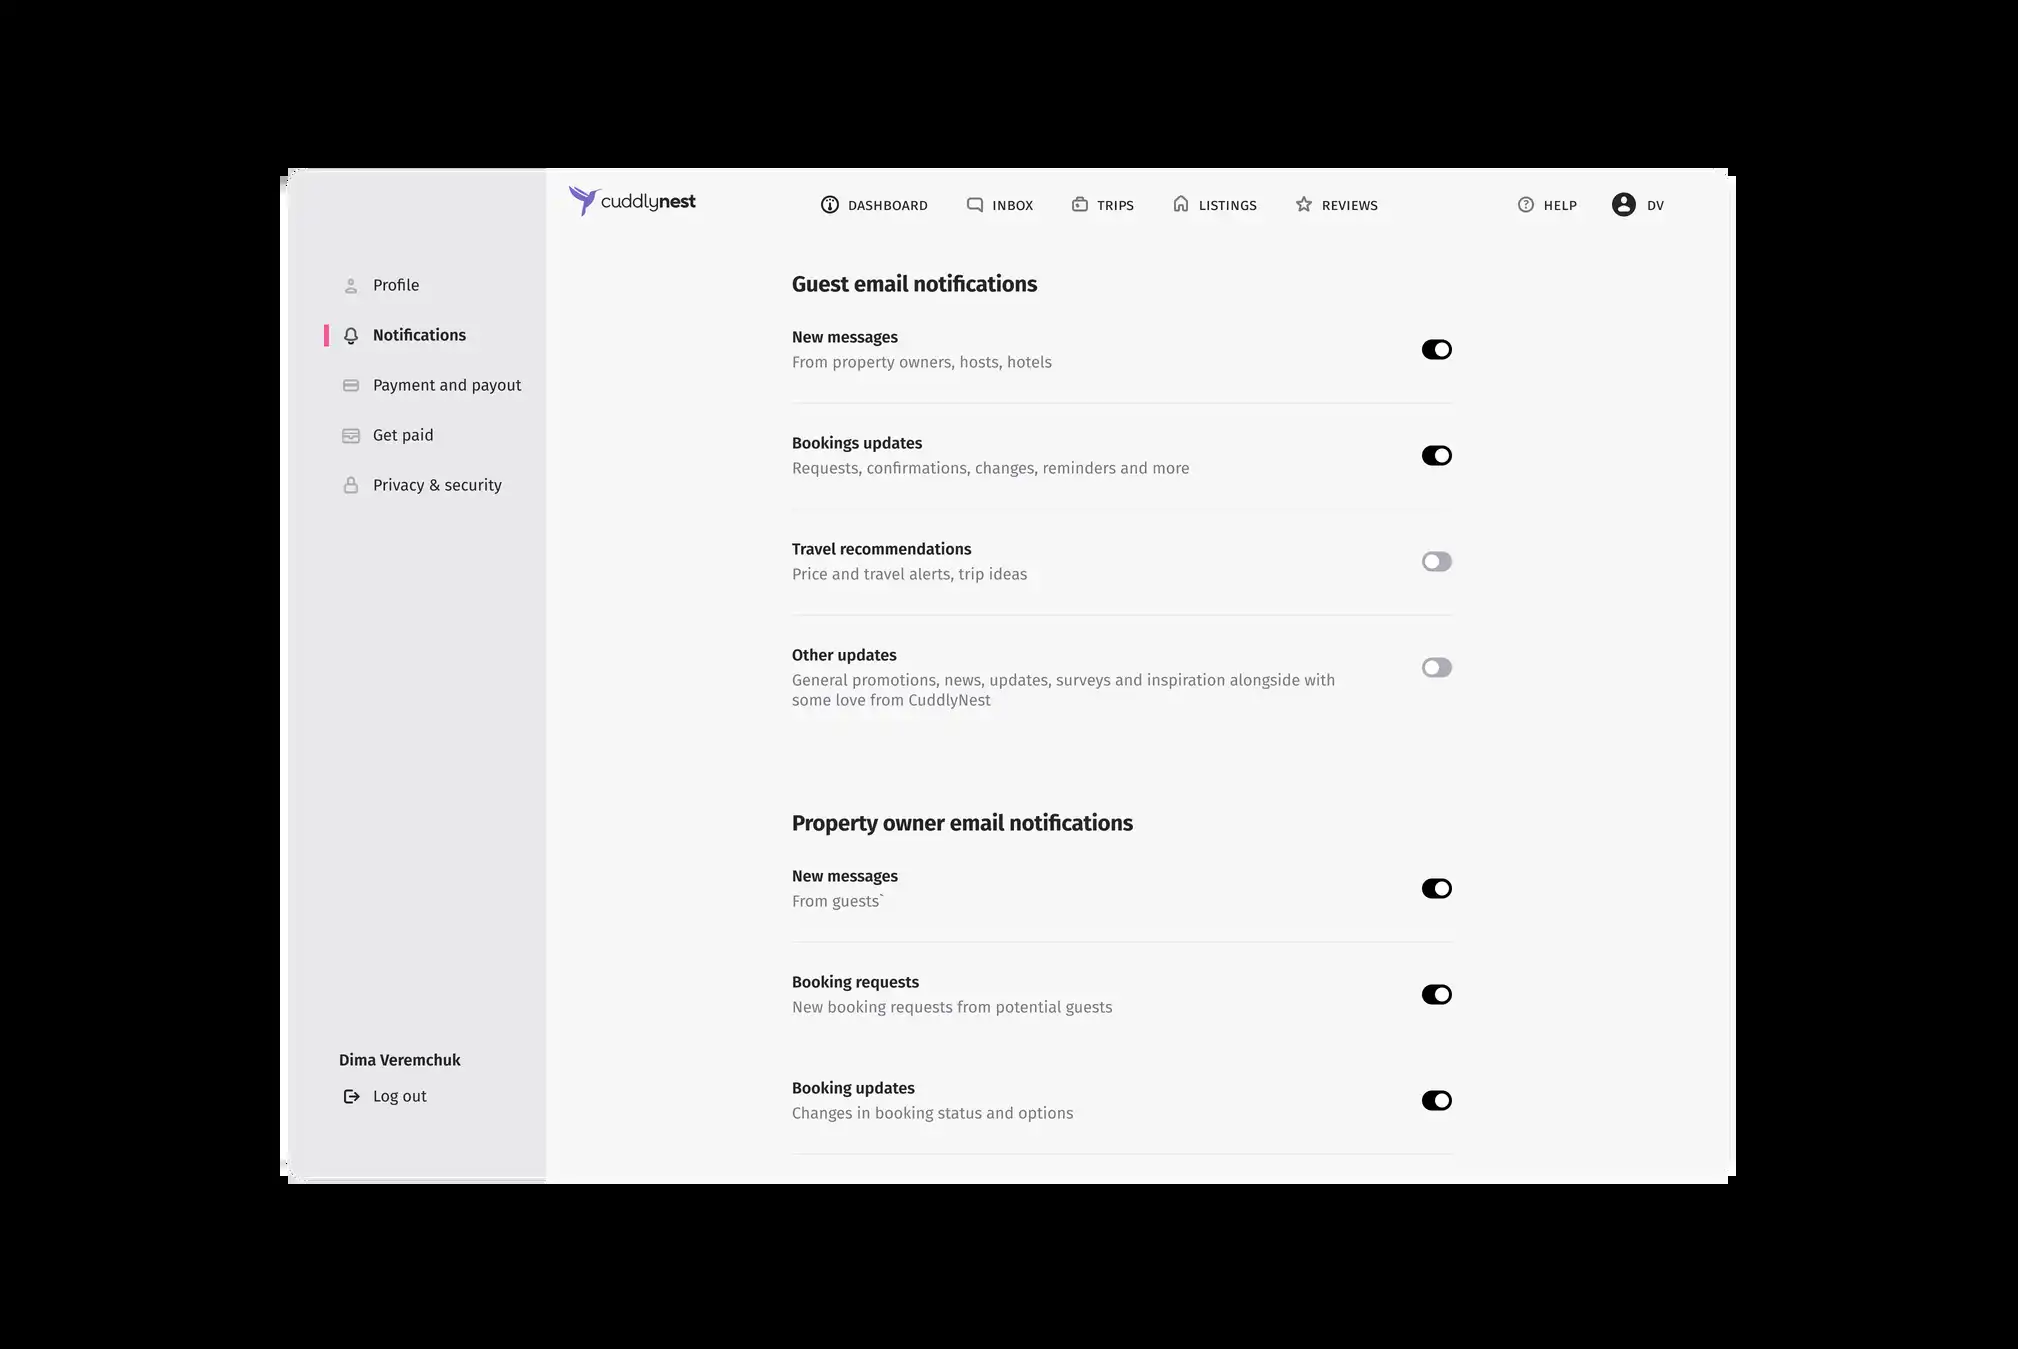 cuddlynest
DASHBOARD
INBOX
TRIPS
LISTINGS
REVIEWS
HELP
DV
Profile
Notifications
Payment and payout
Get paid
Privacy & security
Dima Veremchuk
Log out
Guest email notifications
New messages
From property owners, hosts, hotels
Bookings updates
Requests, confirmations, changes, reminders and more
Travel recommendations
Price and travel alerts, trip ideas
Other updates
General promotions, news, updates, surveys and inspiration alongside with
some love from CuddlyNest
Property owner email notifications
New messages
From guests`
Booking requests
New booking requests from potential guests
Booking updates
Changes in booking status and options